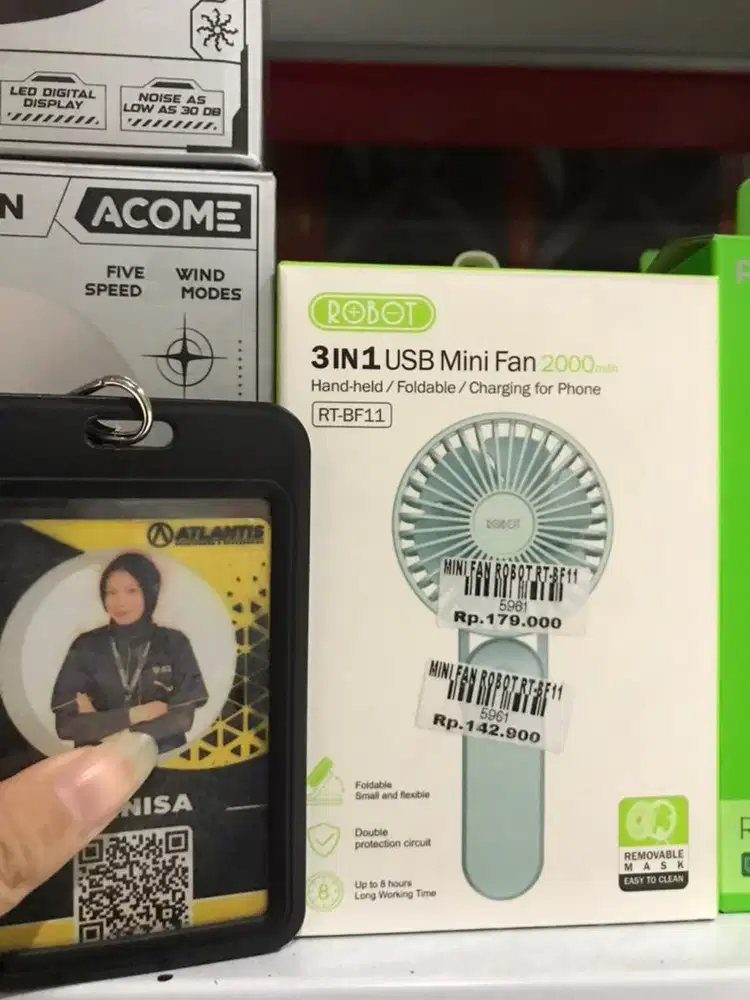 LED DIGITAL
DISPLAY
NOISE AS
LOW AS 30 DB
N
ACOME
FIVE WIND
SPEED MODES
ROBOT
3IN1 USB Mini Fan 2000mAh
Hand-held / Foldable / Charging for Phone
RT-BF11
ROBOT
MINI FAN ROBOT RT-BF11
5961
Rp.179.000
MINI FAN ROBOT RT-BF11
5961
Rp.142.900
Foldable
Small and flexible
Double
protection circuit
8
Up to 8 hours
Long Working Time
REMOVABLE
MASK
EASY TO CLEAN
ATLANTIS
NISA
R